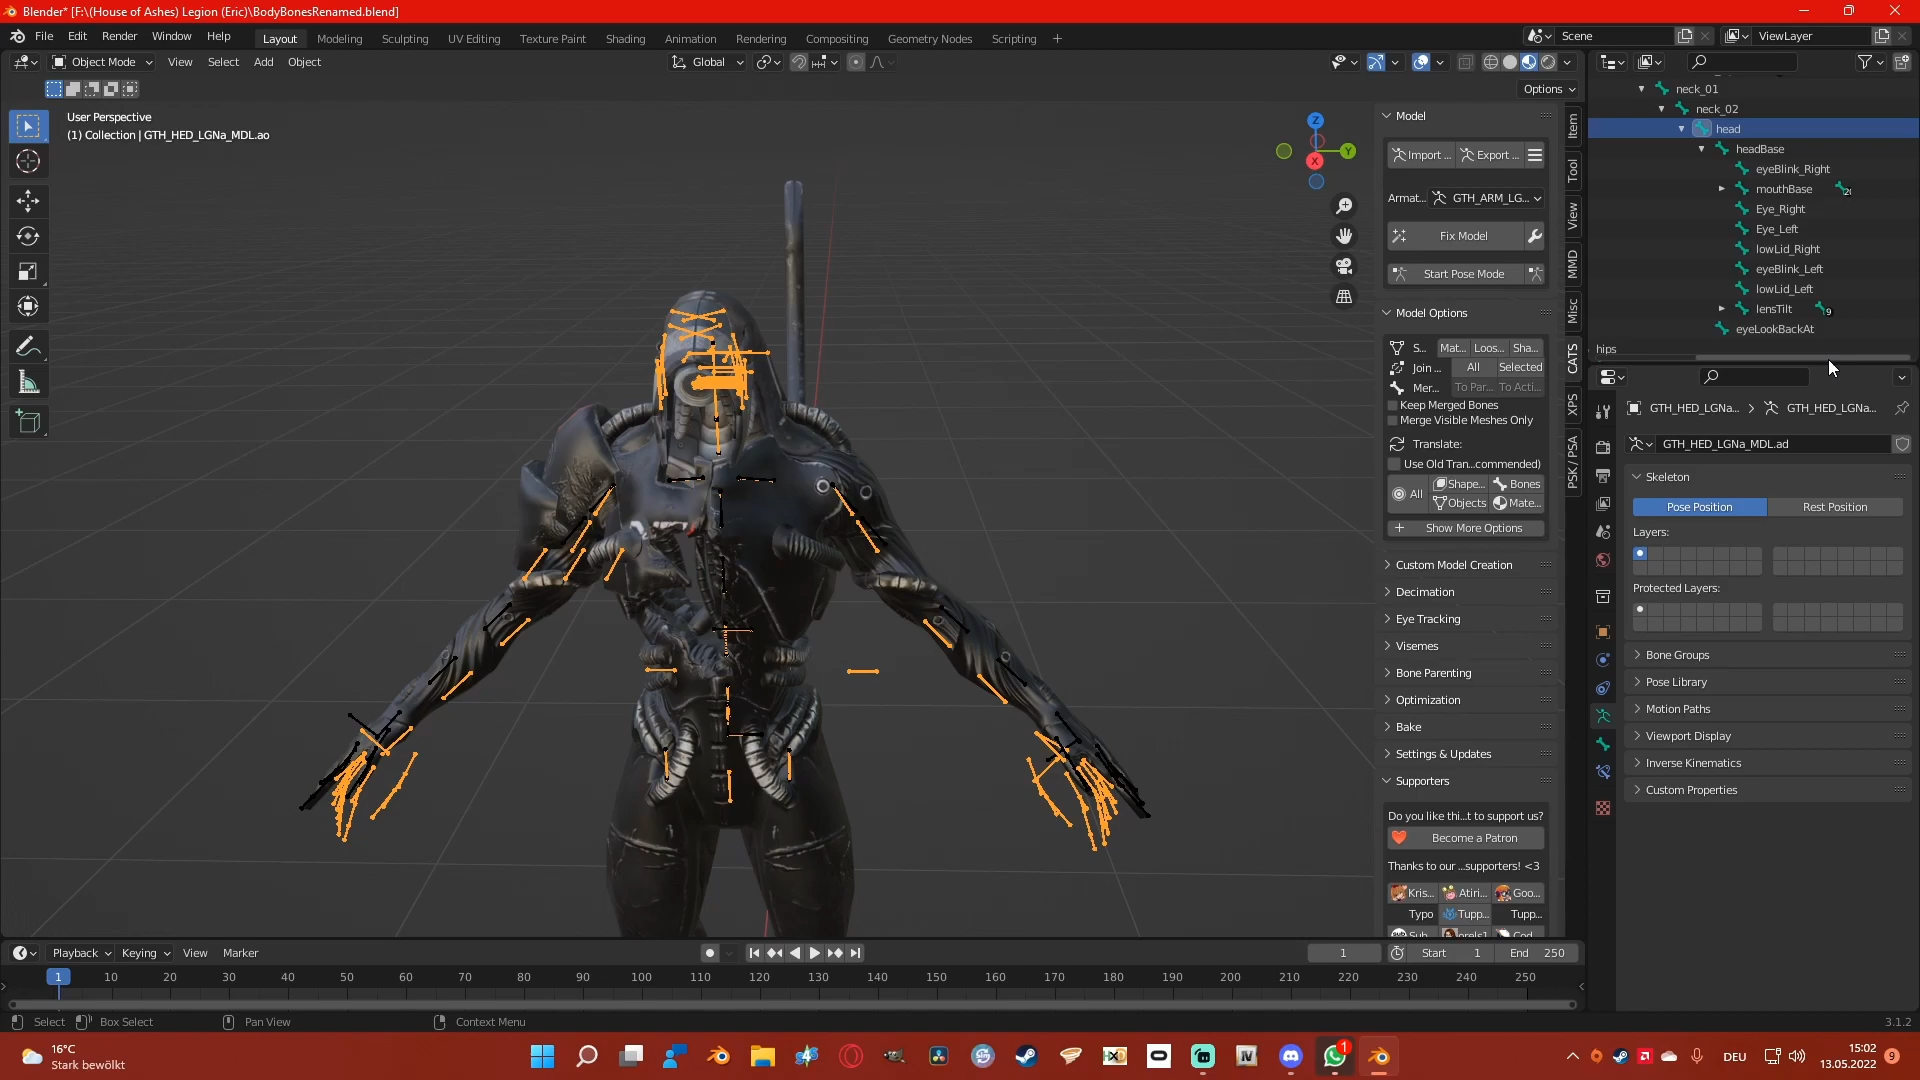 Blender* [F:\(House of Ashes) Legion (Eric)\BodyBonesRenamed.blend]
File Edit Render Window Help Layout Modeling Sculpting UV Editing Texture Paint Shading Animation Rendering Compositing Geometry Nodes Scripting + Scene ViewLayer
Object Mode View Select Add Object Global
Options
User Perspective
(1) Collection | GTH_HED_LGNa_MDL.ao
Z
Y
X
Model
Import ... Export ...
Armat... GTH_ARM_LG...
Fix Model
Start Pose Mode
Model Options
S... Mat... Loos... Sha...
Join ... All Selected
Mer... To Par... To Acti...
Keep Merged Bones
Merge Visible Meshes Only
Translate:
Use Old Tran...commended)
All Shape... Bones
Objects Mate...
Show More Options
Custom Model Creation
Decimation
Eye Tracking
Visemes
Bone Parenting
Optimization
Bake
Settings & Updates
Supporters
Do you like thi...t to support us?
Become a Patron
Thanks to our ...supporters! <3
Kris... Atiri... Goo...
Typo Tupp... Tupp...
Item
Tool
View
MMD
Misc
CATS
XPS
PSK / PSA
neck_01
neck_02
head
headBase
eyeBlink_Right
mouthBase
Eye_Right
Eye_Left
lowLid_Right
eyeBlink_Left
lowLid_Left
lensTilt 9
eyeLookBackAt
hips
GTH_HED_LGNa... GTH_HED_LGNa...
GTH_HED_LGNa_MDL.ad
Skeleton
Pose Position Rest Position
Layers:
Protected Layers:
Bone Groups
Pose Library
Motion Paths
Viewport Display
Inverse Kinematics
Custom Properties
Playback Keying View Marker 1 Start 1 End 250
1 10 20 30 40 50 60 70 80 90 100 110 120 130 140 150 160 170 180 190 200 210 220 230 240 250
Select Box Select Pan View Context Menu 3.1.2
16°C
Stark bewölkt
1
DEU
15:02
13.05.2022
9